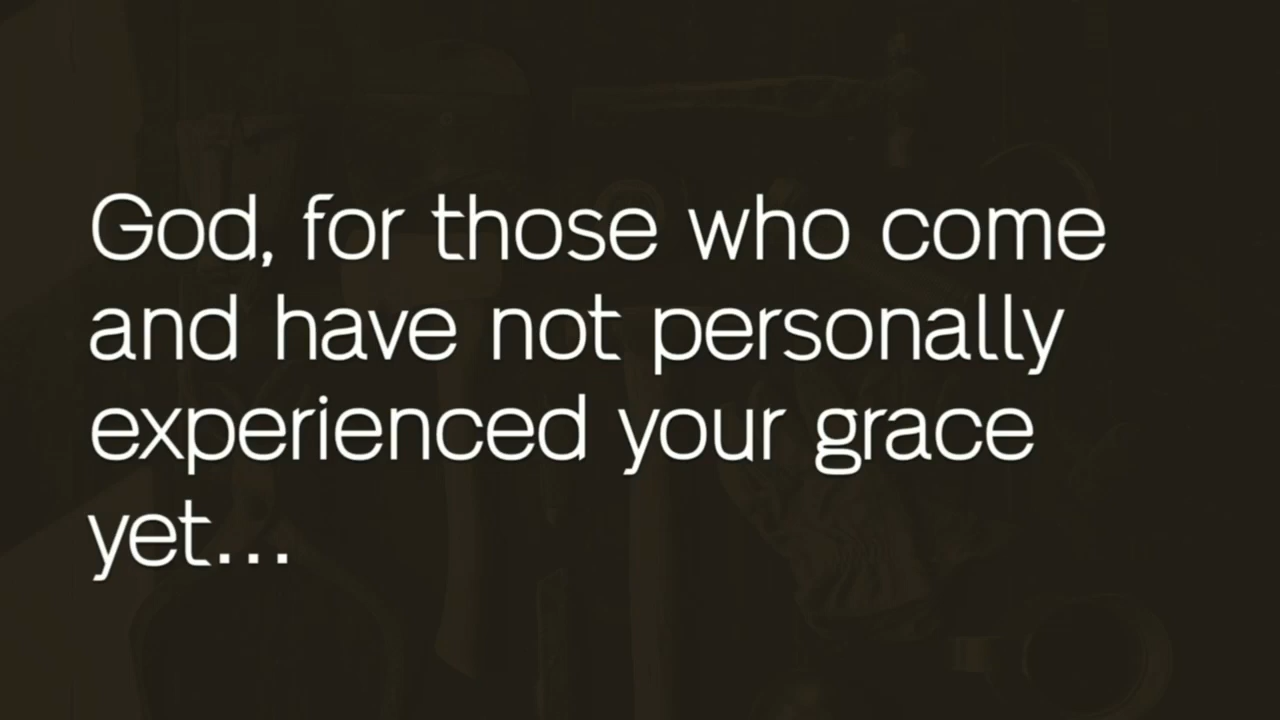 God, for those who come
and have not personally
experienced your grace
yet...